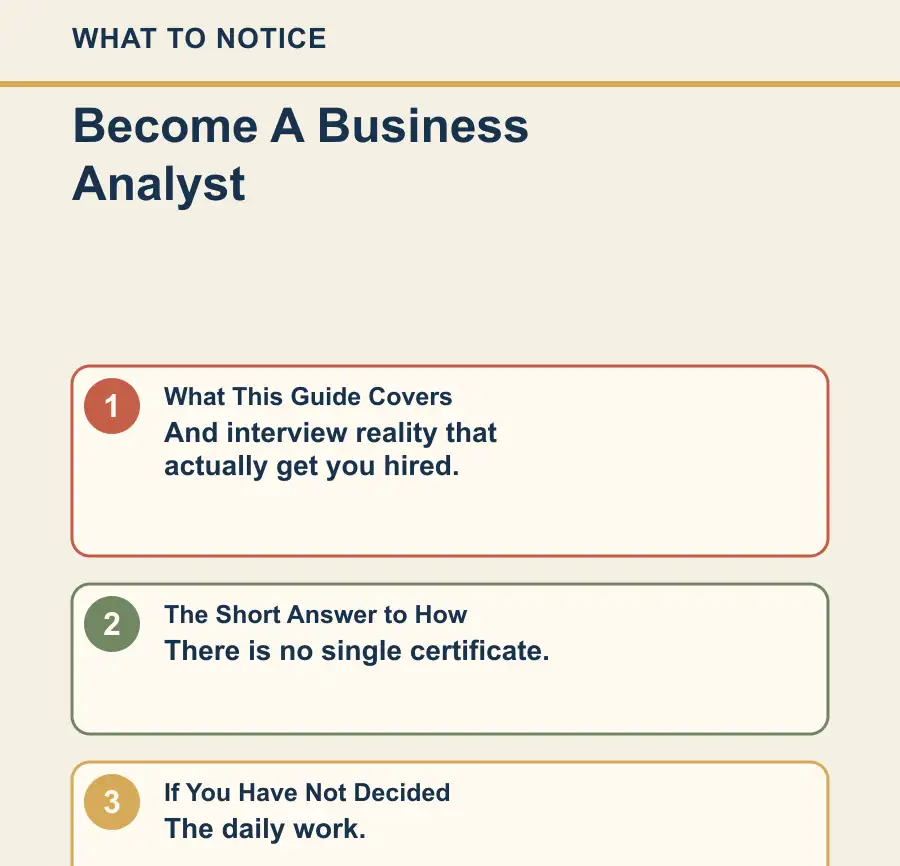 WHAT TO NOTICE
Become A Business
Analyst
1
What This Guide Covers
And interview reality that
actually get you hired.
2
The Short Answer to How
There is no single certificate.
3
If You Have Not Decided
The daily work.